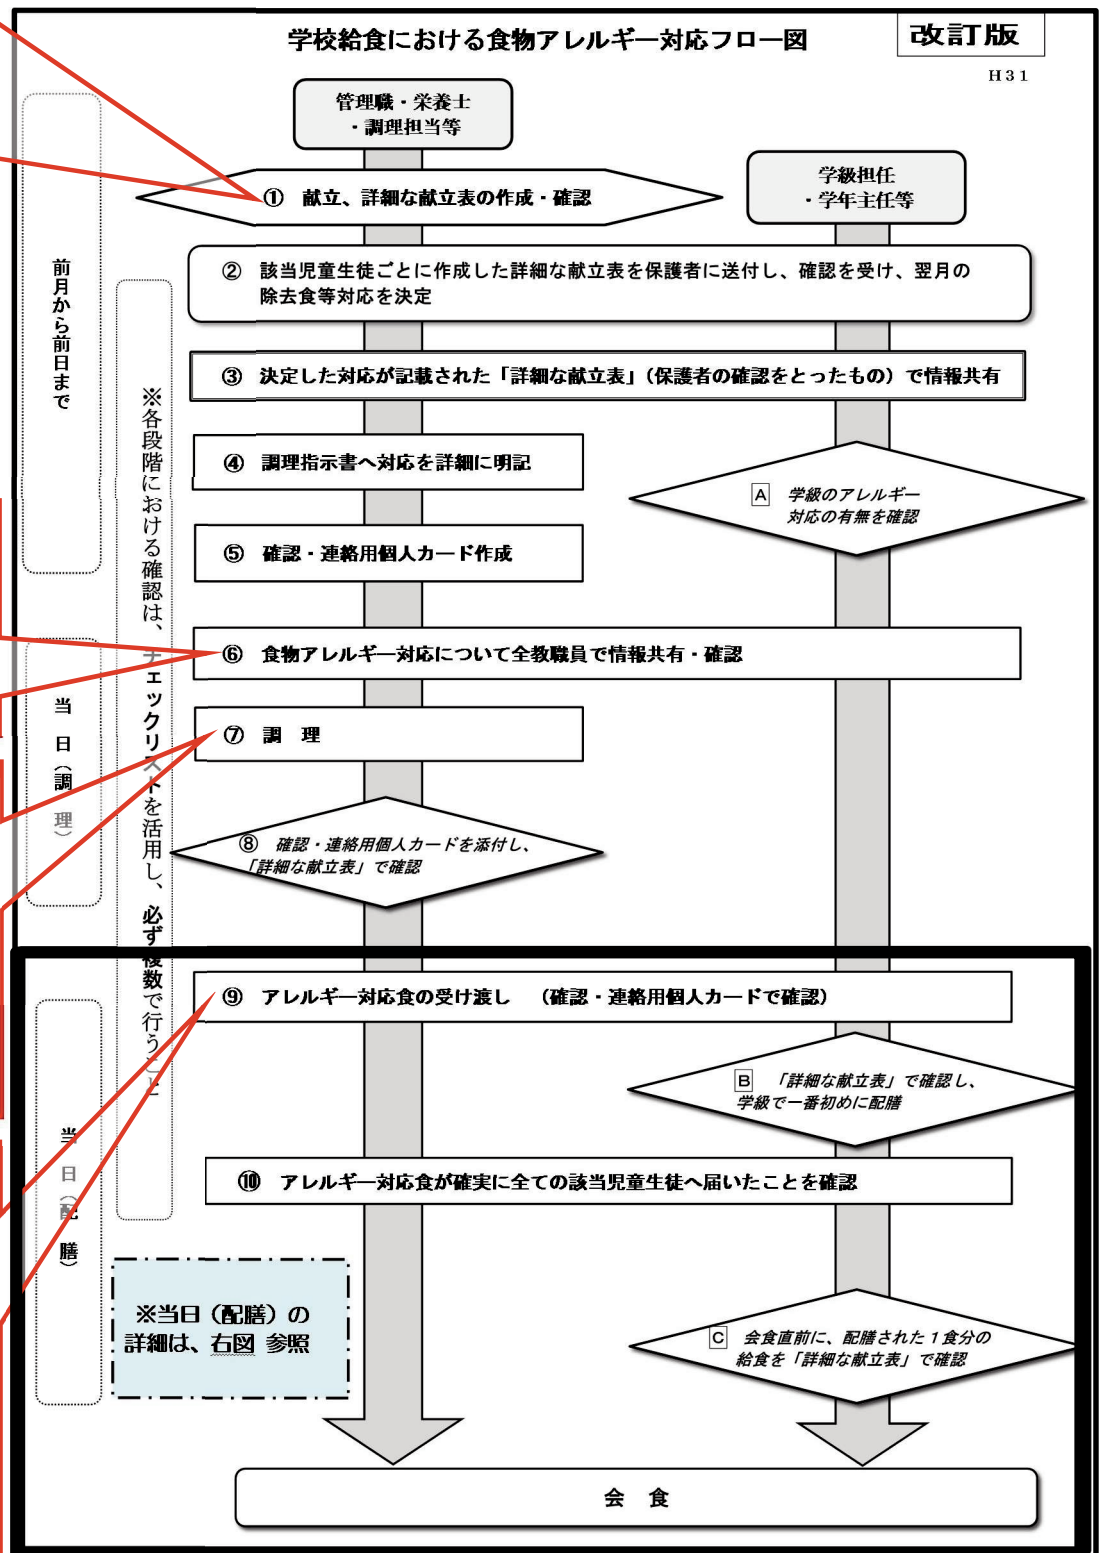 学校給食における食物アレルギー対応フロー図
改訂版
H31
管理職・栄養士
・調理担当等
学級担任
・学年主任等
① 献立、詳細な献立表の作成・確認
前月から前日まで
② 該当児童生徒ごとに作成した詳細な献立表を保護者に送付し、確認を受け、翌月の
除去食等対応を決定
③ 決定した対応が記載された「詳細な献立表」（保護者の確認をとったもの）で情報共有
※各段階における確認は、チェックリストを活用し、必ず複数で行うこと
④ 調理指示書へ対応を詳細に明記
A 学級のアレルギー
対応の有無を確認
⑤ 確認・連絡用個人カード作成
当日（調理）
⑥ 食物アレルギー対応について全教職員で情報共有・確認
⑦ 調 理
⑧ 確認・連絡用個人カードを添付し、
「詳細な献立表」で確認
当日（配膳）
⑨ アレルギー対応食の受け渡し （確認・連絡用個人カードで確認）
B 「詳細な献立表」で確認し、
学級で一番初めに配膳
⑩ アレルギー対応食が確実に全ての該当児童生徒へ届いたことを確認
※当日（配膳）の
詳細は、右図 参照
C 会食直前に、配膳された１食分の
給食を「詳細な献立表」で確認
会 食